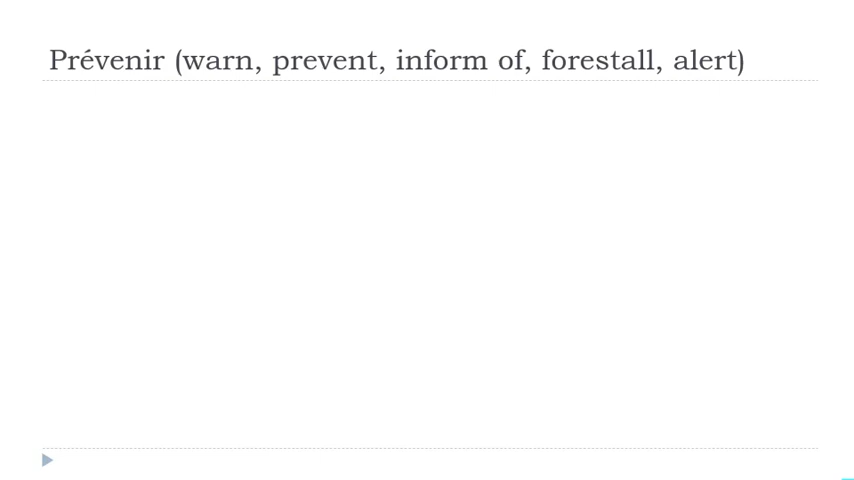 Prévenir (warn, prevent, inform of, forestall, alert)